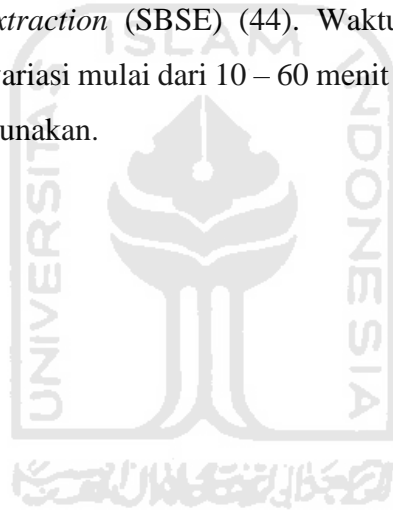 xtraction (SBSE) (44). Waktu
ariasi mulai dari 10 – 60 menit
unakan.
ISLAM
UNIVERSITAS
INDONESIA